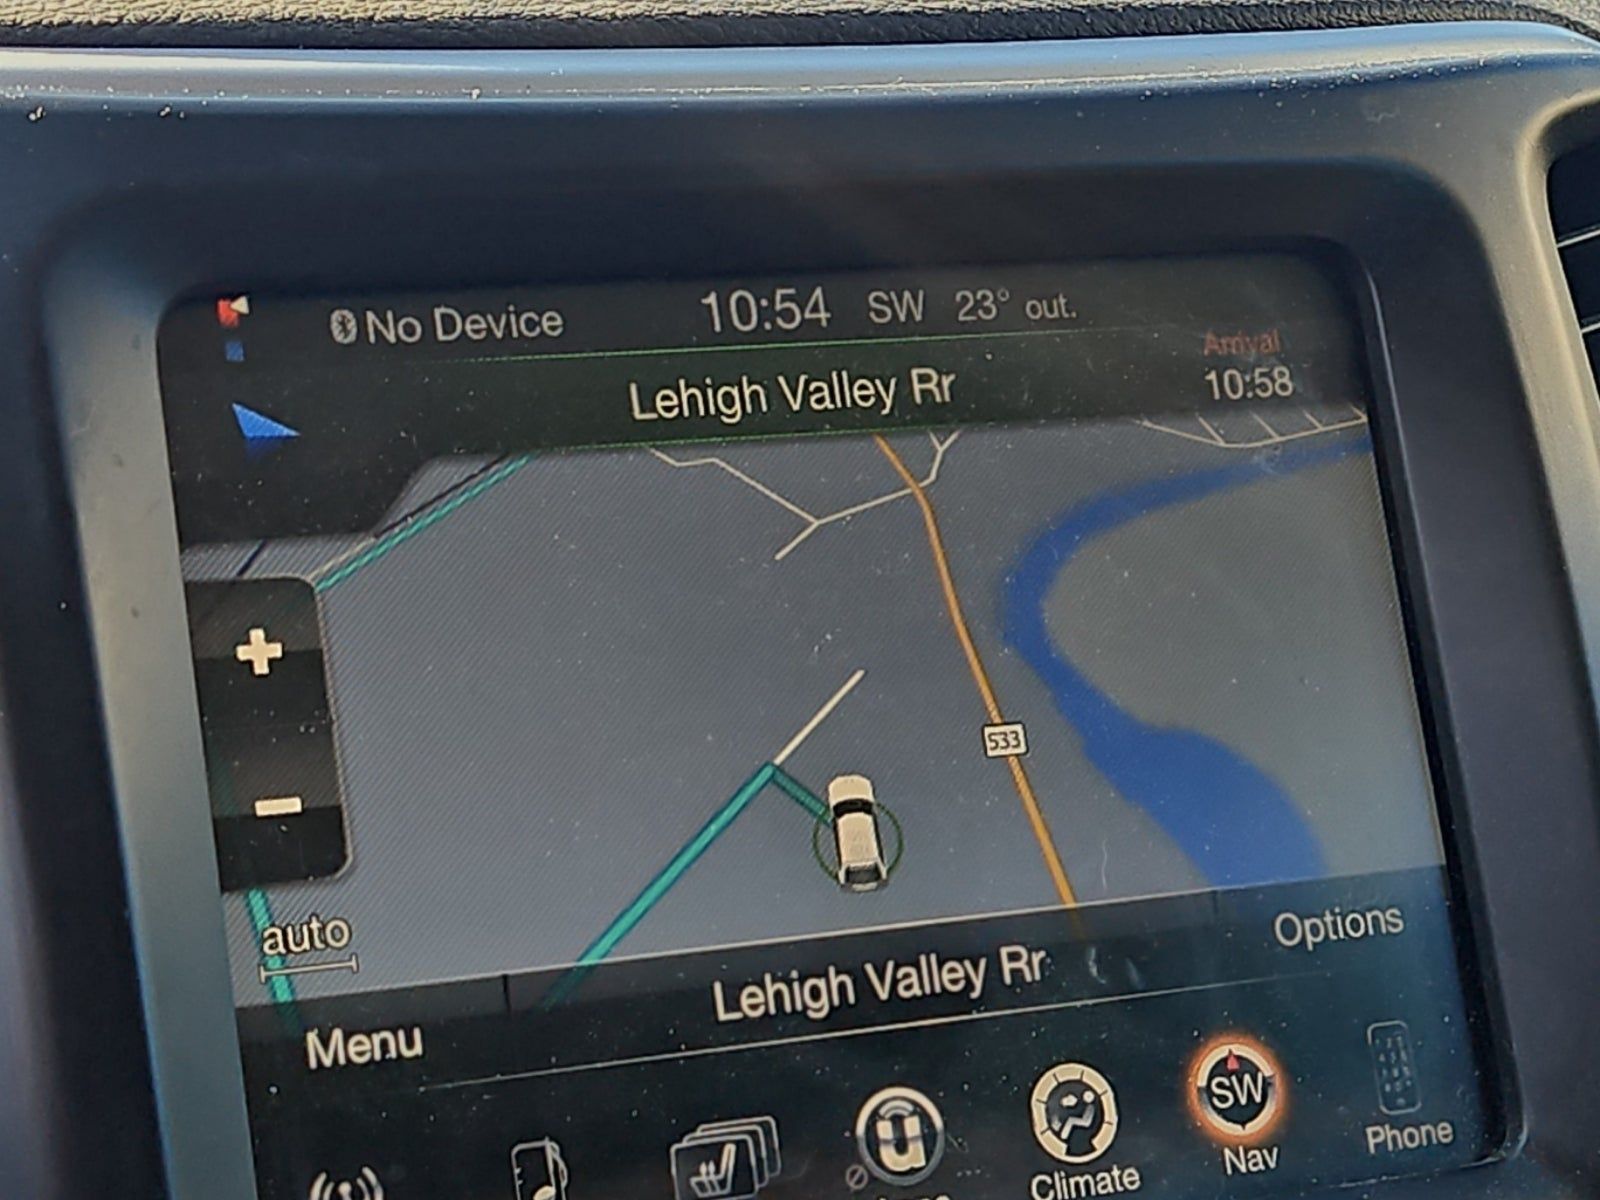 No Device 10:54 SW 23° out.
Arrival
Lehigh Valley Rr 10:58
533
auto
Lehigh Valley Rr
Options
Menu
SW
Climate
Nav
Phone